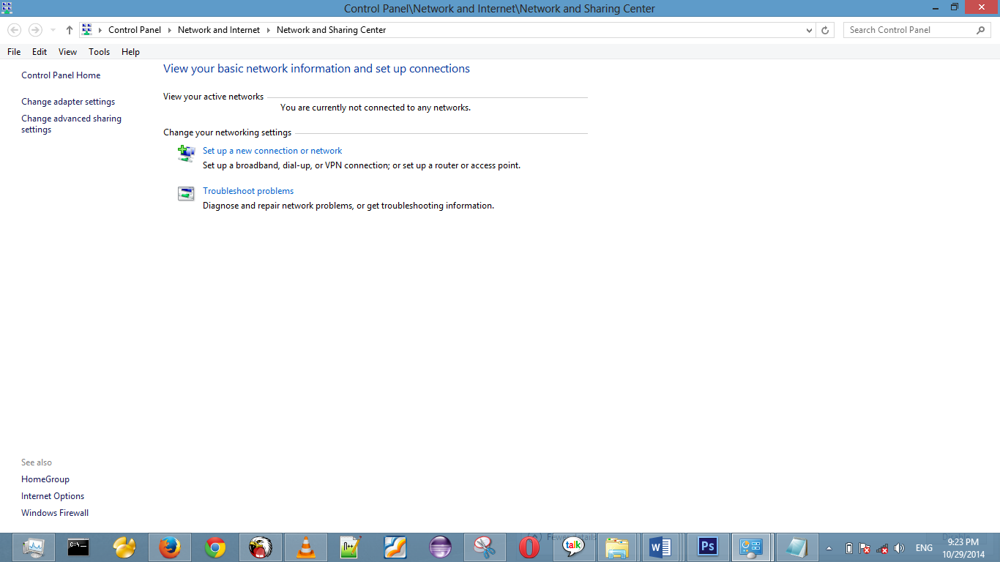 Control Panel\Network and Internet\Network and Sharing Center
Control Panel Network and Internet Network and Sharing Center
Search Control Panel
File Edit View Tools Help
Control Panel Home
Change adapter settings
Change advanced sharing
settings
View your basic network information and set up connections
View your active networks
You are currently not connected to any networks.
Change your networking settings
Set up a new connection or network
Set up a broadband, dial-up, or VPN connection; or set up a router or access point.
Troubleshoot problems
Diagnose and repair network problems, or get troubleshooting information.
See also
HomeGroup
Internet Options
Windows Firewall
Fewer details
C:\_
n++
talk
W
Ps
ENG
9:23 PM
10/29/2014